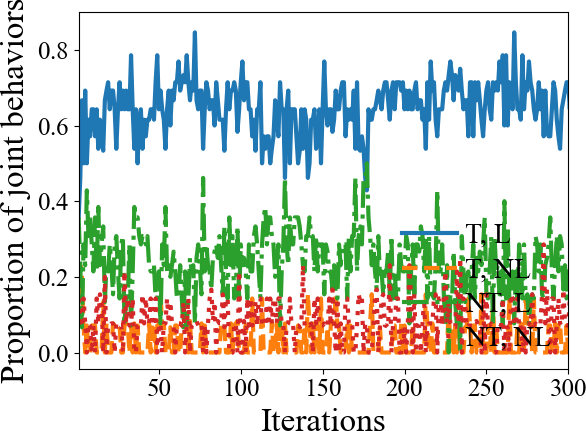 Proportion of joint behaviors
0.8
0.6
0.4
0.2
0.0
T, L
T, NL
NT, L
NT, NL
50
100
150
200
250
300
Iterations